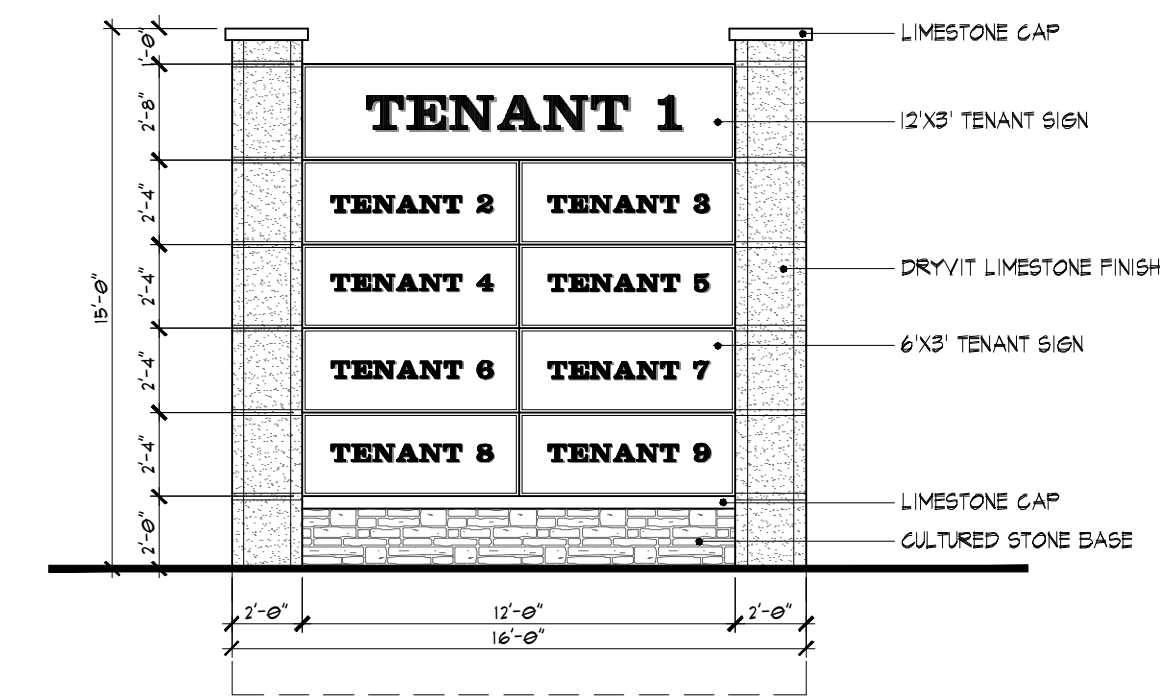 LIMESTONE CAP
1'-0"
TENANT 1
2'-8"
12'X3' TENANT SIGN
TENANT 2
TENANT 3
2'-4"
DRYVIT LIMESTONE FINISH
TENANT 4
TENANT 5
2'-4"
15'-0"
6'X3' TENANT SIGN
TENANT 6
TENANT 7
2'-4"
TENANT 8
TENANT 9
2'-4"
LIMESTONE CAP
2'-0"
CULTURED STONE BASE
2'-0"
12'-0"
2'-0"
16'-0"